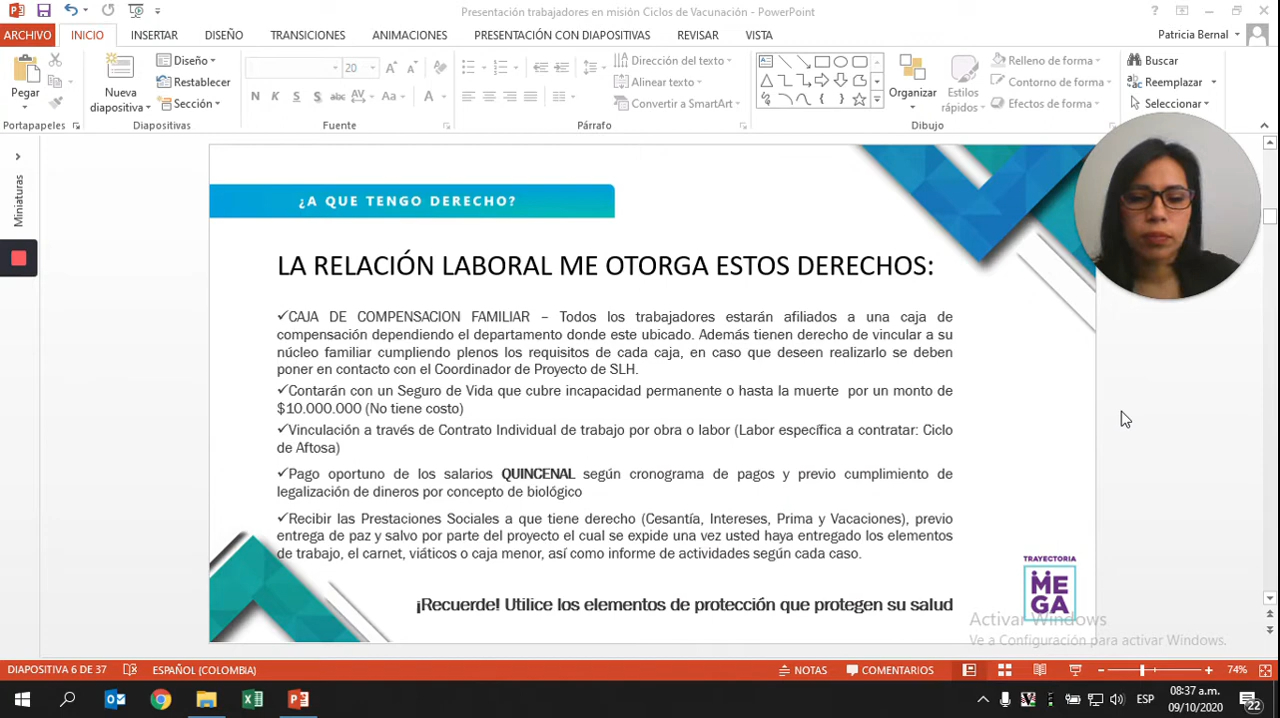 Presentación trabajadores en misión Ciclos de Vacunación - PowerPoint
ARCHIVO INICIO INSERTAR DISEÑO TRANSICIONES ANIMACIONES PRESENTACIÓN CON DIAPOSITIVAS REVISAR VISTA Patricia Bernal
Pegar
Nueva
diapositiva
Diseño
Restablecer
Sección
20
N K S S abc AV Aa A
Dirección del texto
Alinear texto
Convertir a SmartArt
Organizar
Estilos
rápidos
Relleno de forma
Contorno de forma
Efectos de forma
Buscar
Reemplazar
Seleccionar
Portapapeles Diapositivas Fuente Párrafo Dibujo
Miniaturas
¿A QUE TENGO DERECHO?
LA RELACIÓN LABORAL ME OTORGA ESTOS DERECHOS:
✓CAJA DE COMPENSACION FAMILIAR – Todos los trabajadores estarán afiliados a una caja de
compensación dependiendo el departamento donde este ubicado. Además tienen derecho de vincular a su
núcleo familiar cumpliendo plenos los requisitos de cada caja, en caso que deseen realizarlo se deben
poner en contacto con el Coordinador de Proyecto de SLH.
✓Contarán con un Seguro de Vida que cubre incapacidad permanente o hasta la muerte por un monto de
$10.000.000 (No tiene costo)
✓Vinculación a través de Contrato Individual de trabajo por obra o labor (Labor específica a contratar: Ciclo
de Aftosa)
✓Pago oportuno de los salarios QUINCENAL según cronograma de pagos y previo cumplimiento de
legalización de dineros por concepto de biológico
✓Recibir las Prestaciones Sociales a que tiene derecho (Cesantía, Intereses, Prima y Vacaciones), previo
entrega de paz y salvo por parte del proyecto el cual se expide una vez usted haya entregado los elementos
de trabajo, el carnet, viáticos o caja menor, así como informe de actividades según cada caso.
¡Recuerde! Utilice los elementos de protección que protegen su salud
TRAYECTORIA
ME
GA
Activar Windows
Ve a Configuración para activar Windows.
DIAPOSITIVA 6 DE 37 ESPAÑOL (COLOMBIA) NOTAS COMENTARIOS 74%
ESP
08:37 a.m.
09/10/2020
22